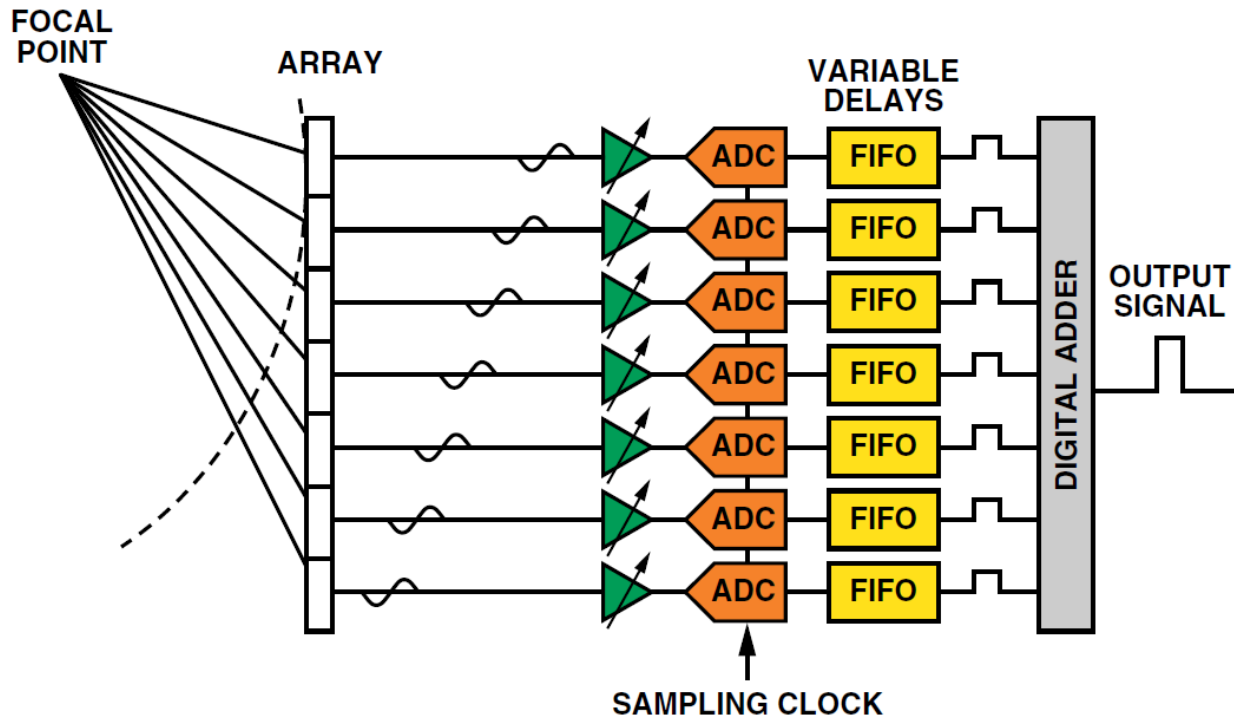 FOCAL
POINT
ARRAY
VARIABLE
DELAYS
ADC
FIFO
ADC
FIFO
ADC
FIFO
ADC
FIFO
ADC
FIFO
ADC
FIFO
ADC
FIFO
DIGITAL ADDER
OUTPUT
SIGNAL
SAMPLING CLOCK